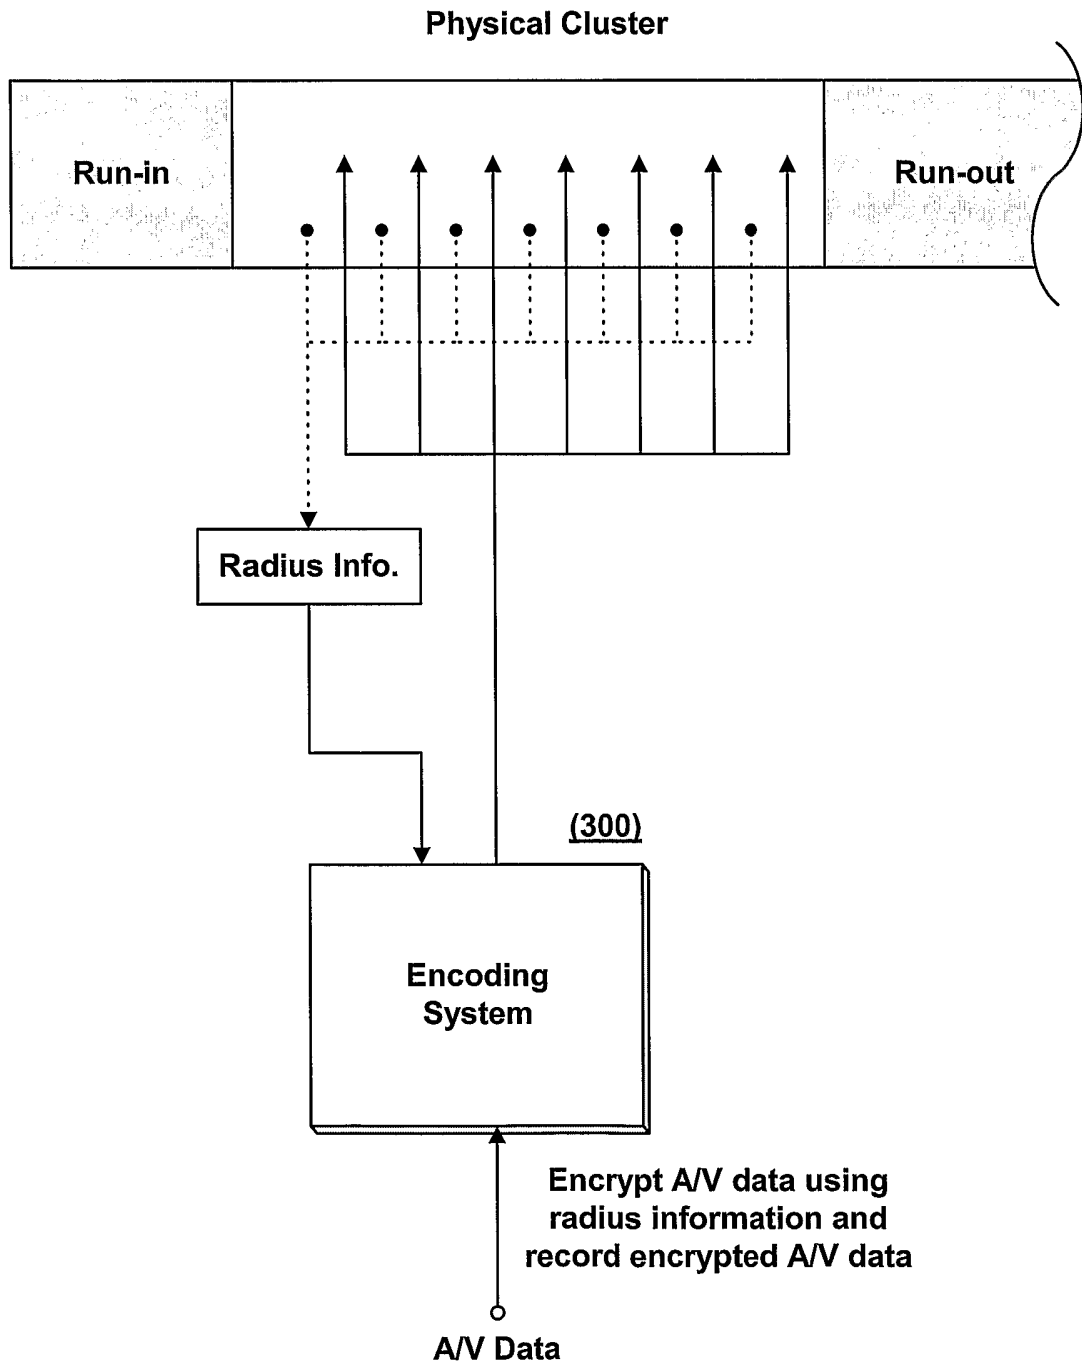 Physical Cluster
Run-in
Run-out
Radius Info.
(300)
Encoding
System
Encrypt A/V data using
radius information and
record encrypted A/V data
A/V Data